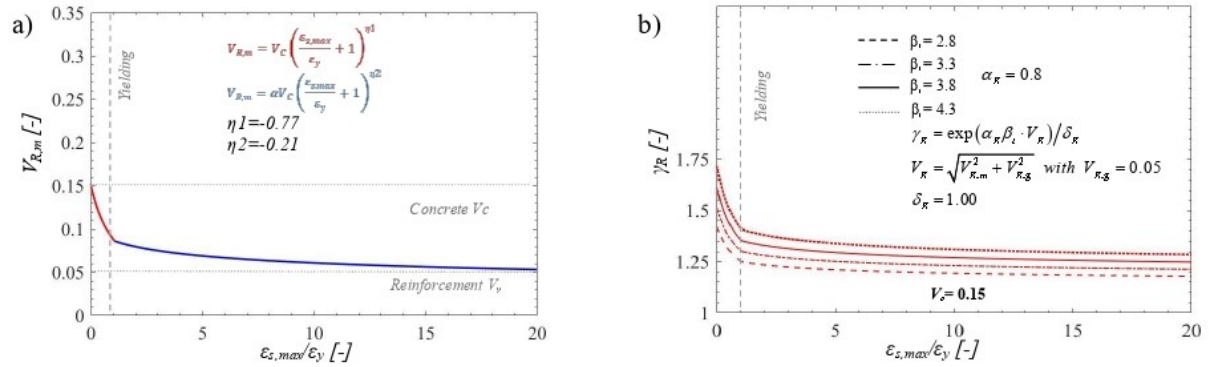 a)
V_{R,m} [-]
0.35
0.3
0.25
0.20
0.15
0.1
0.05
0
Yielding
V_{R,m} = V_C (ε_{s,max}/ε_y + 1)^{η1}
V_{R,m} = αV_C (ε_{smax}/ε_y + 1)^{η2}
η1=-0.77
η2=-0.21
Concrete Vc
Reinforcement V_y
0 5 10 15 20
ε_{s,max}/ε_y [-]
b)
γ_R [-]
1.75
1.5
1.25
1
Yielding
β_t = 2.8
β_t = 3.3
α_R = 0.8
β_t = 3.8
β_t = 4.3
γ_R = exp(α_R β_t · V_R)/δ_R
V_R = √(V²_{R,m} + V²_{R,g}) with V_{R,g} = 0.05
δ_R = 1.00
V_c = 0.15
0 5 10 15 20
ε_{s,max}/ε_y [-]